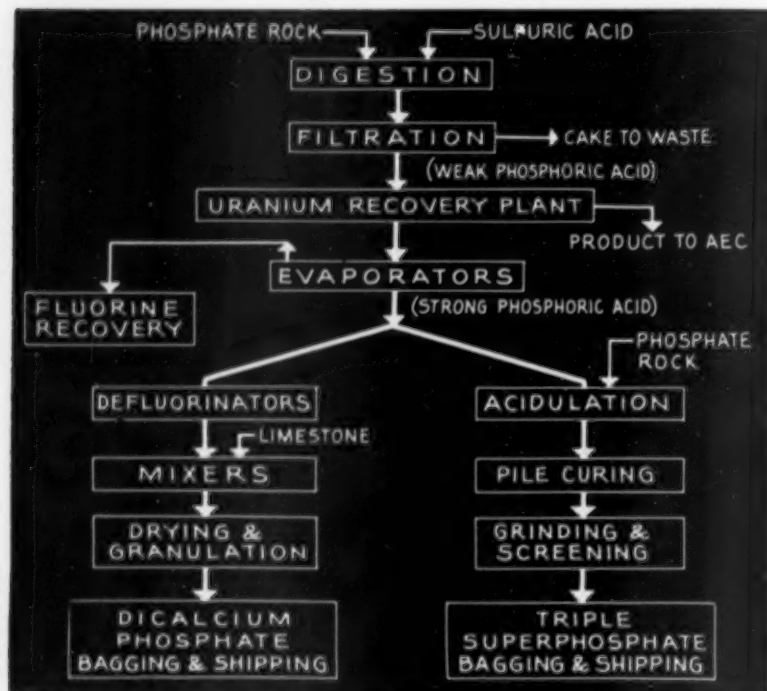 PHOSPHATE ROCK
SULFURIC ACID
DIGESTION
FILTRATION
CAKE TO WASTE
(WEAK PHOSPHORIC ACID)
URANIUM RECOVERY PLANT
PRODUCT TO AEC
EVAPORATORS
FLUORINE
RECOVERY
(STRONG PHOSPHORIC ACID)
PHOSPHATE
ROCK
DEFLUORINATORS
ACIDULATION
LIMESTONE
MIXERS
PILE CURING
DRYING &
GRANULATION
GRINDING &
SCREENING
DICALCIUM
PHOSPHATE
BAGGING & SHIPPING
TRIPLE
SUPERPHOSPHATE
BAGGING & SHIPPING